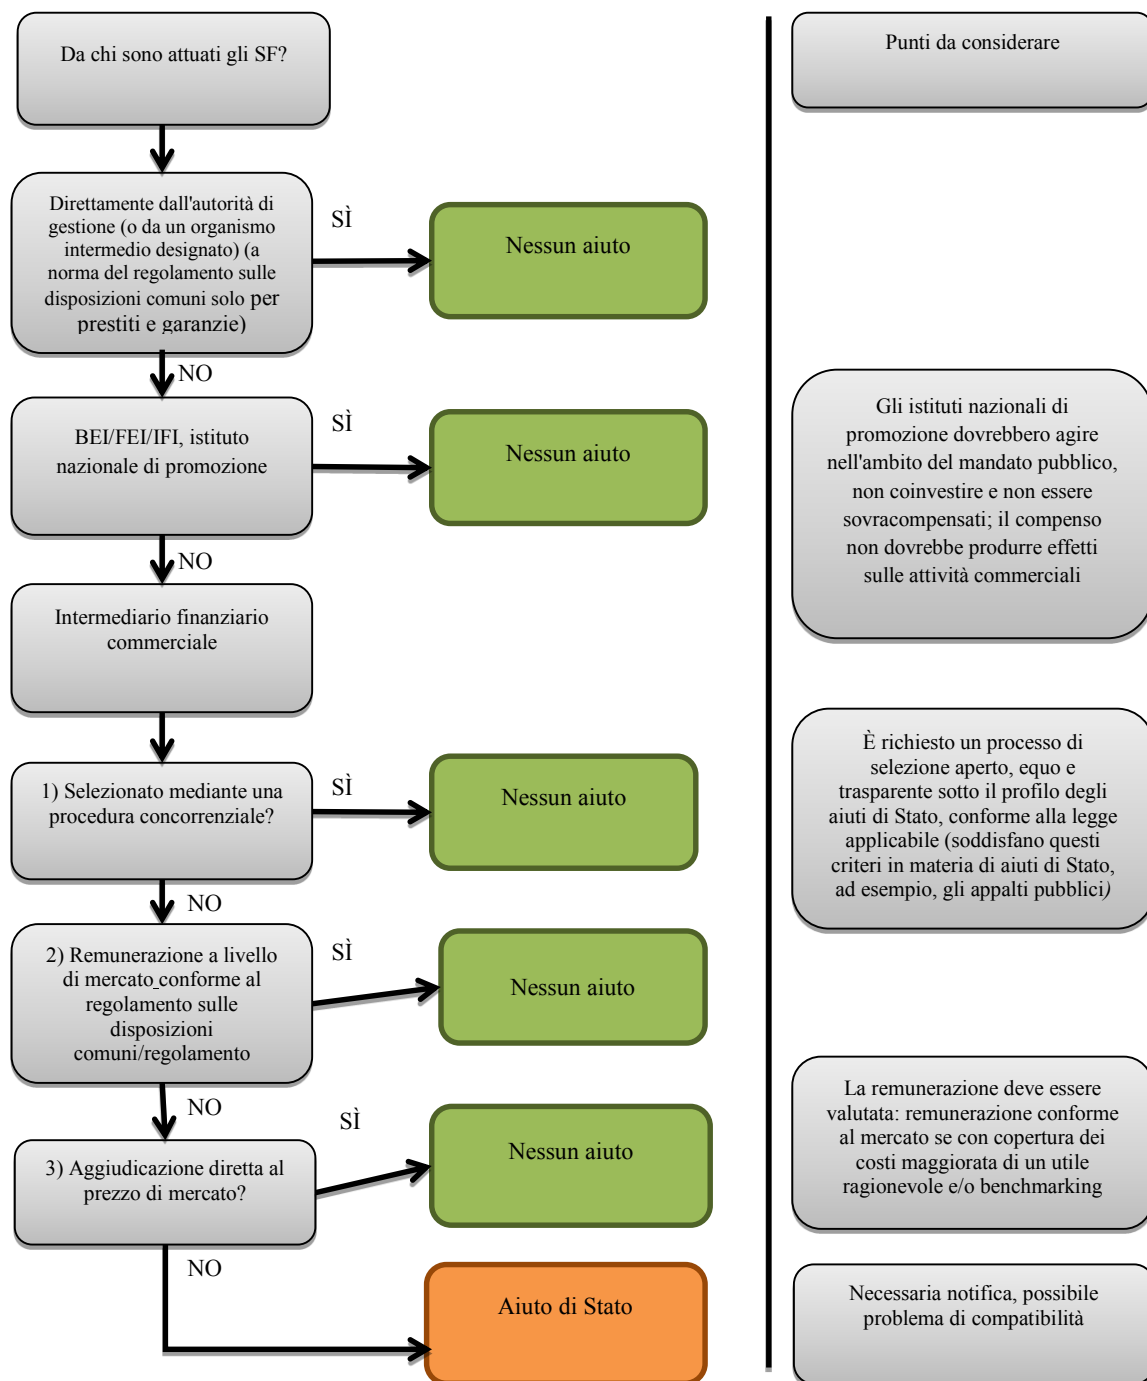 Da chi sono attuati gli SF?
Punti da considerare
Direttamente dall'autorità di
gestione (o da un organismo
intermedio designato) (a
norma del regolamento sulle
disposizioni comuni solo per
prestiti e garanzie)
SÌ
Nessun aiuto
NO
BEI/FEI/IFI, istituto
nazionale di promozione
SÌ
Nessun aiuto
Gli istituti nazionali di
promozione dovrebbero agire
nell'ambito del mandato pubblico,
non coinvestire e non essere
sovracompensati; il compenso
non dovrebbe produrre effetti
sulle attività commerciali
NO
Intermediario finanziario
commerciale
1) Selezionato mediante una
procedura concorrenziale?
SÌ
Nessun aiuto
È richiesto un processo di
selezione aperto, equo e
trasparente sotto il profilo degli
aiuti di Stato, conforme alla legge
applicabile (soddisfano questi
criteri in materia di aiuti di Stato,
ad esempio, gli appalti pubblici)
NO
2) Remunerazione a livello
di mercato conforme al
regolamento sulle
disposizioni
comuni/regolamento
SÌ
Nessun aiuto
NO
3) Aggiudicazione diretta al
prezzo di mercato?
SÌ
Nessun aiuto
La remunerazione deve essere
valutata: remunerazione conforme
al mercato se con copertura dei
costi maggiorata di un utile
ragionevole e/o benchmarking
NO
Aiuto di Stato
Necessaria notifica, possibile
problema di compatibilità